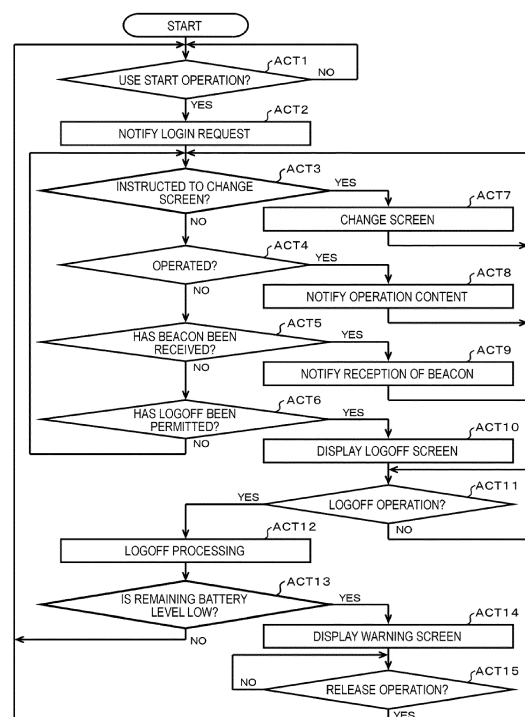 START
ACT1
USE START OPERATION?
NO
YES
ACT2
NOTIFY LOGIN REQUEST
ACT3
INSTRUCTED TO CHANGE
SCREEN?
YES
NO
ACT7
CHANGE SCREEN
ACT4
OPERATED?
YES
NO
ACT8
NOTIFY OPERATION CONTENT
ACT5
HAS BEACON BEEN
RECEIVED?
YES
NO
ACT9
NOTIFY RECEPTION OF BEACON
ACT6
HAS LOGOFF BEEN
PERMITTED?
YES
NO
ACT10
DISPLAY LOGOFF SCREEN
ACT11
LOGOFF OPERATION?
YES
NO
ACT12
LOGOFF PROCESSING
ACT13
IS REMAINING BATTERY
LEVEL LOW?
YES
NO
ACT14
DISPLAY WARNING SCREEN
ACT15
RELEASE OPERATION?
NO
YES